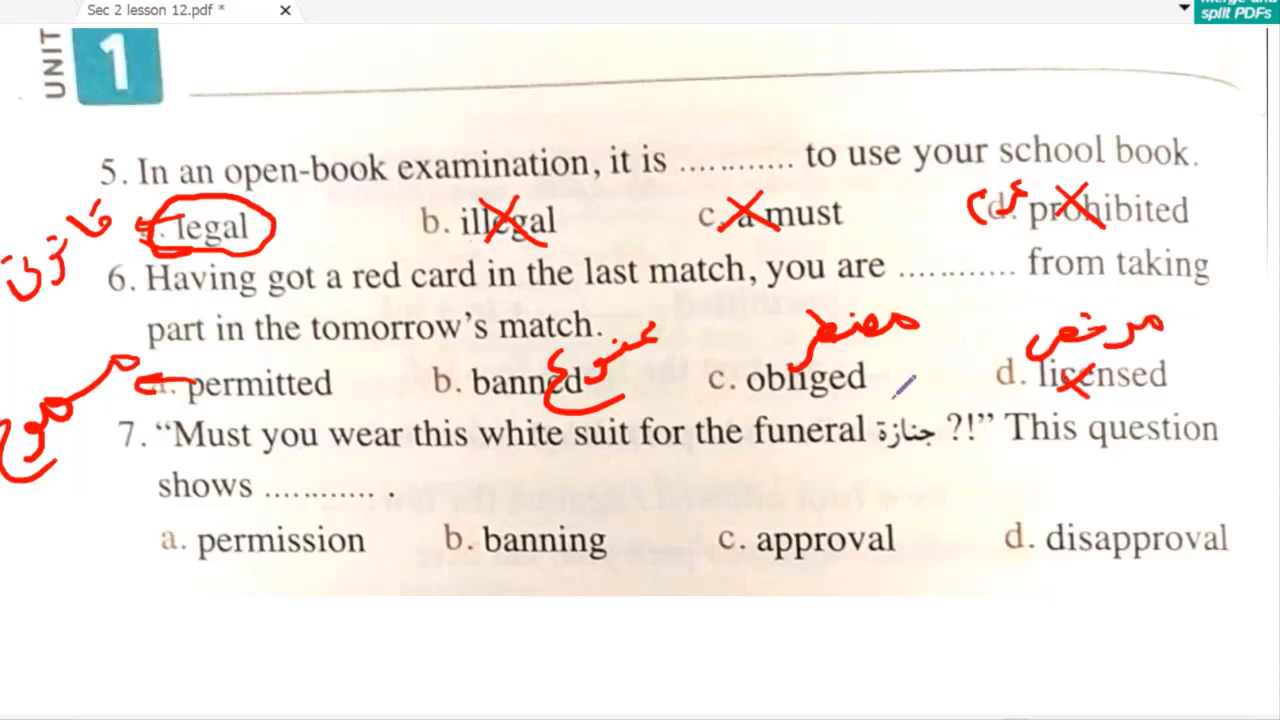 Sec 2 lesson 12.pdf *
split PDFs
UNIT
1
5. In an open-book examination, it is ............ to use your school book.
legal b. illegal c. a must d. prohibited
قانونى
6. Having got a red card in the last match, you are ............ from taking
part in the tomorrow's match.
ممنوع مضطر مرخص
a. permitted b. banned c. obliged d. licensed
مسموح
7. "Must you wear this white suit for the funeral جنازة ?!" This question
shows ............ .
a. permission b. banning c. approval d. disapproval